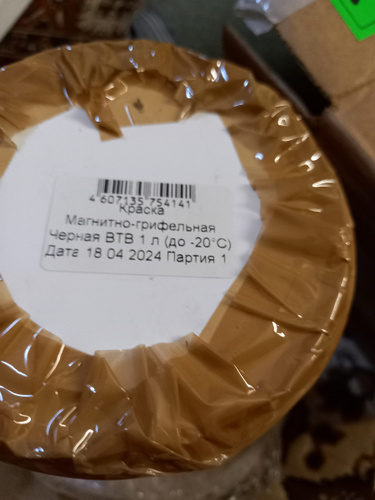 4 607135 754141
Краска
Магнитно-грифельная
Черная BTB 1 л (до -20°C)
Дата 18 04 2024 Партия 1